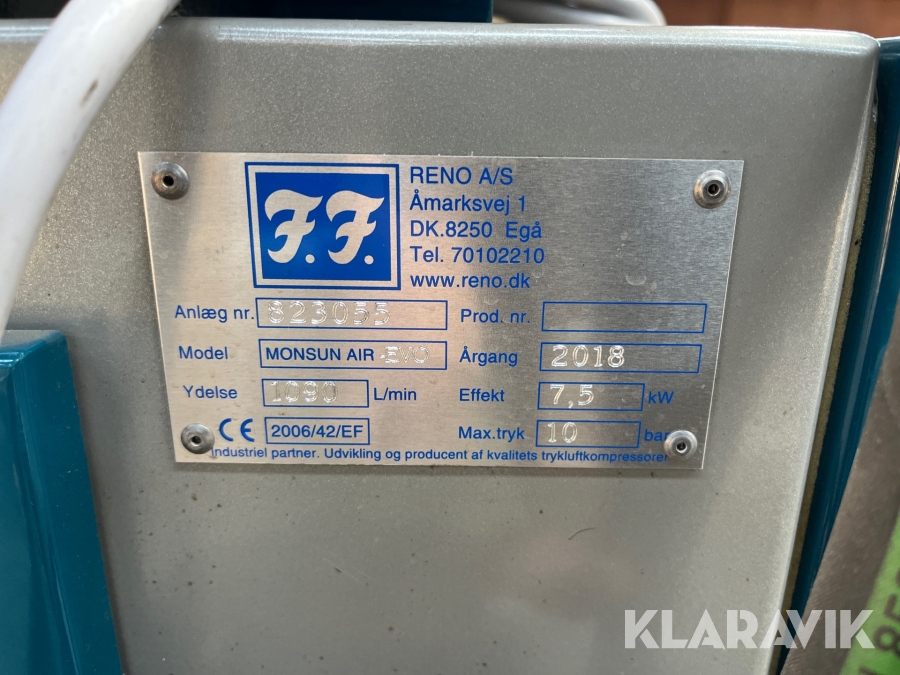 F.F.
RENO A/S
Åmarksvej 1
DK.8250 Egå
Tel. 70102210
www.reno.dk
Anlæg nr. 823055 Prod. nr.
Model MONSUN AIR EVO Årgang 2018
Ydelse 1090 L/min Effekt 7,5 kW
CE 2006/42/EF Max.tryk 10 bar
Industriel partner. Udvikling og producent af kvalitets trykluftkompressorer
KLARAVIK